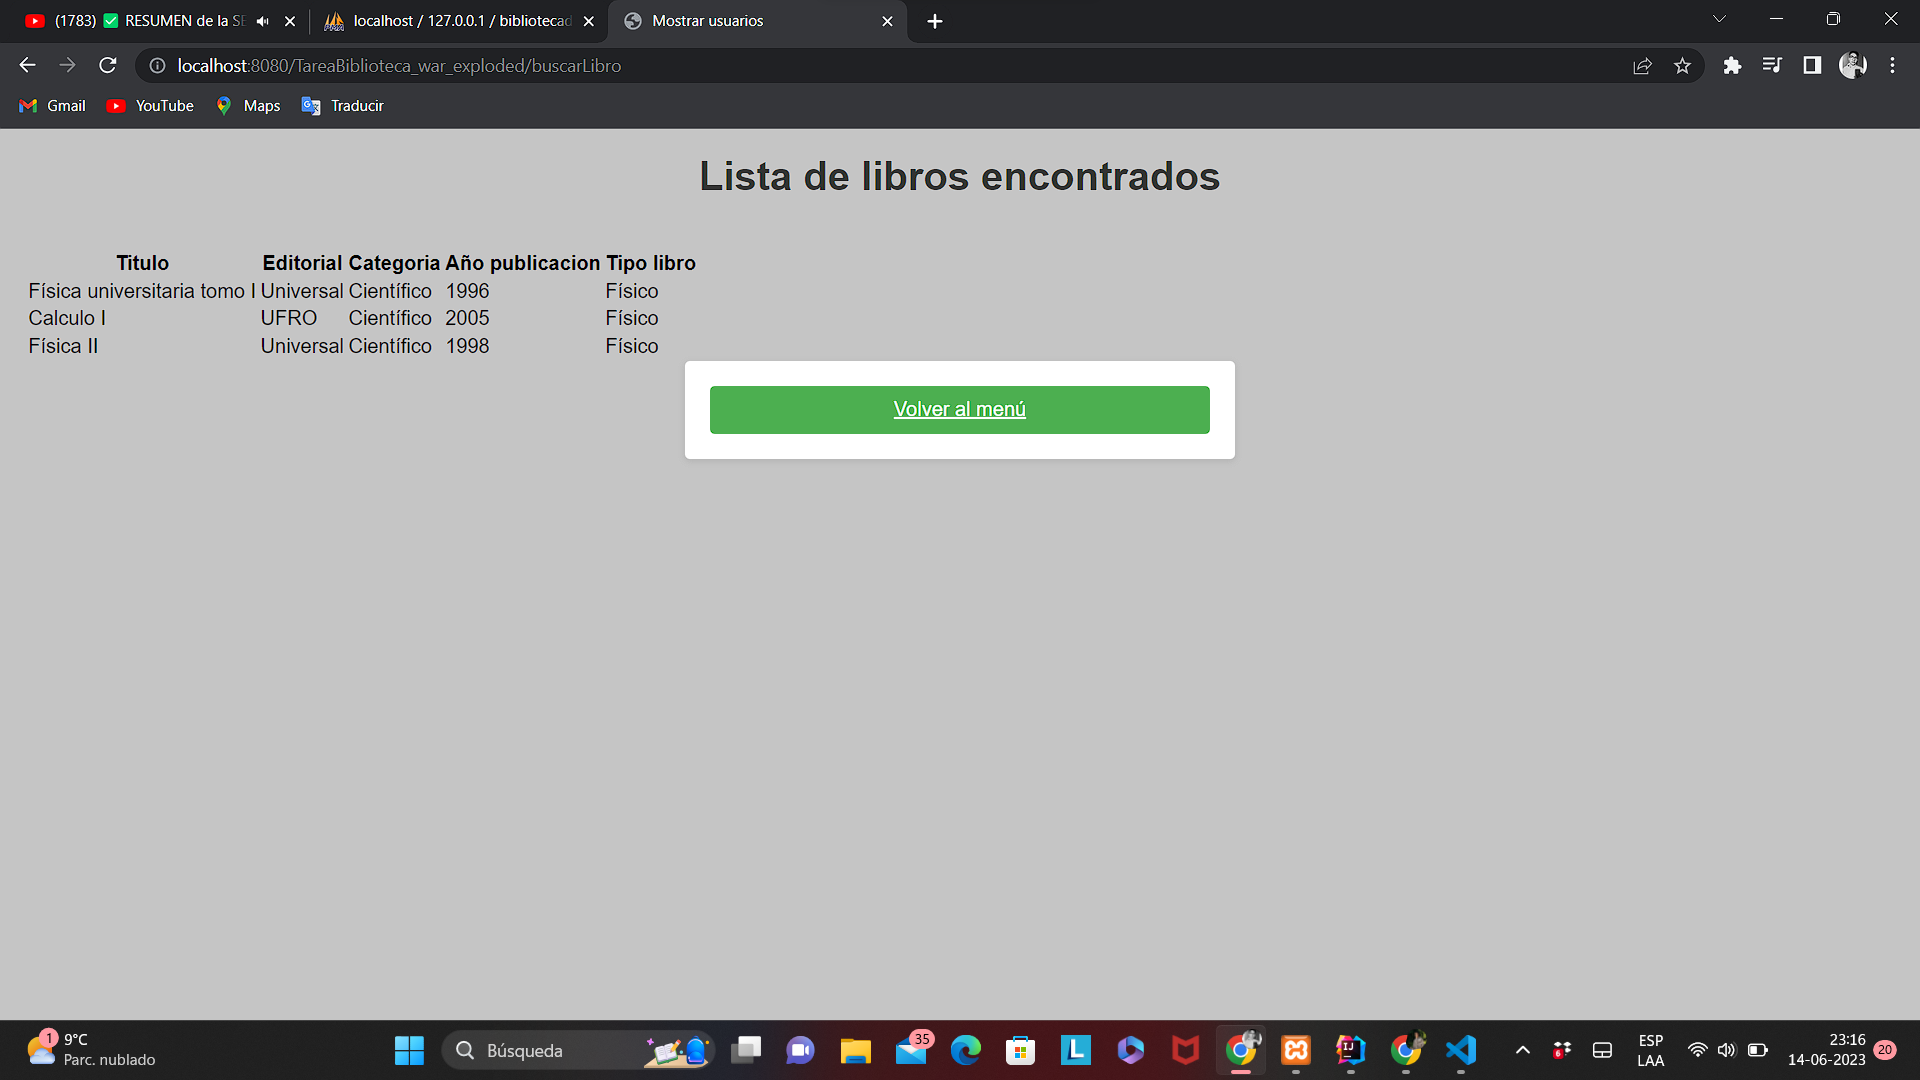 (1783) ✅ RESUMEN de la SE
localhost / 127.0.0.1 / bibliotecad
Mostrar usuarios
localhost:8080/TareaBiblioteca_war_exploded/buscarLibro
Gmail YouTube Maps Traducir
Lista de libros encontrados
Titulo Editorial Categoria Año publicacion Tipo libro
Física universitaria tomo I Universal Científico 1996 Físico
Calculo I UFRO Científico 2005 Físico
Física II Universal Científico 1998 Físico
Volver al menú
1
9°C
Parc. nublado
Búsqueda
35
6
ESP
LAA
23:16
14-06-2023
20